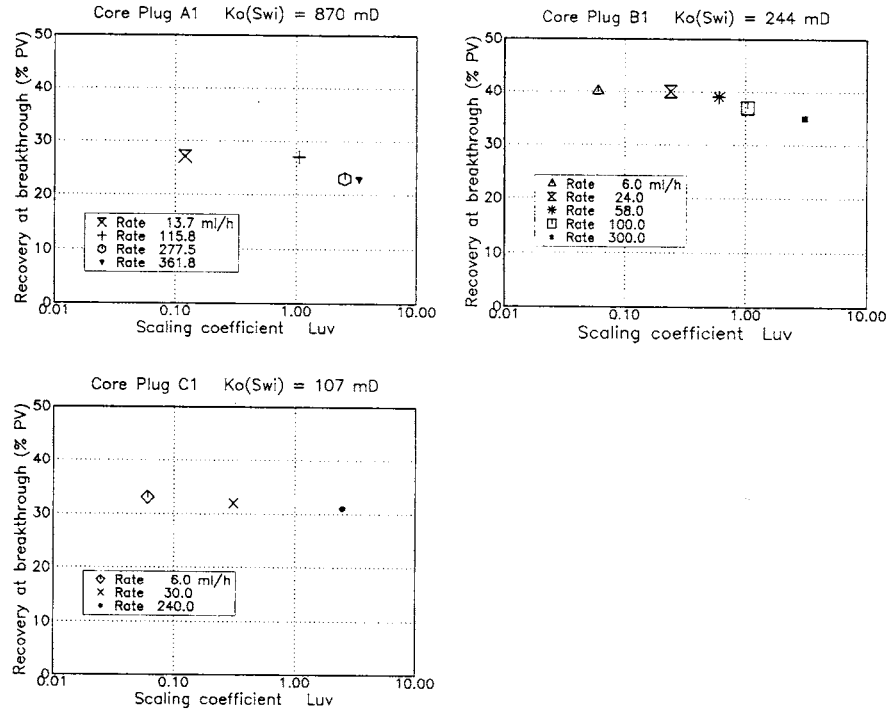 Core Plug A1 Ko(Swi) = 870 mD
Recovery at breakthrough (% PV)
50
40
30
20
10
0
Rate 13.7 ml/h
Rate 115.8
Rate 277.5
Rate 361.8
0.01 0.10 1.00 10.00
Scaling coefficient Luv
Core Plug B1 Ko(Swi) = 244 mD
Recovery at breakthrough (% PV)
50
40
30
20
10
0
Rate 6.0 ml/h
Rate 24.0
Rate 58.0
Rate 100.0
Rate 300.0
0.01 0.10 1.00 10.00
Scaling coefficient Luv
Core Plug C1 Ko(Swi) = 107 mD
Recovery at breakthrough (% PV)
50
40
30
20
10
0
Rate 6.0 ml/h
Rate 30.0
Rate 240.0
0.01 0.10 1.00 10.00
Scaling coefficient Luv